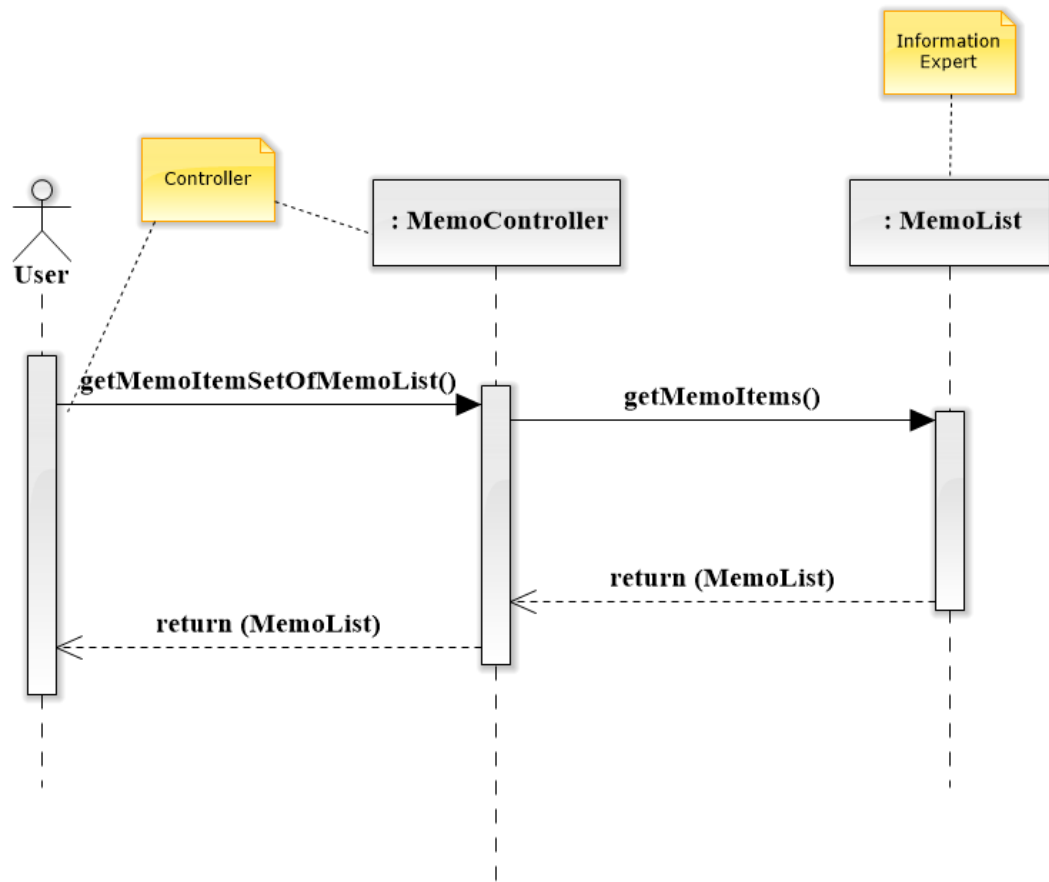 Information
Expert
Controller
: MemoController
: MemoList
User
getMemoItemSetOfMemoList()
getMemoItems()
return (MemoList)
return (MemoList)